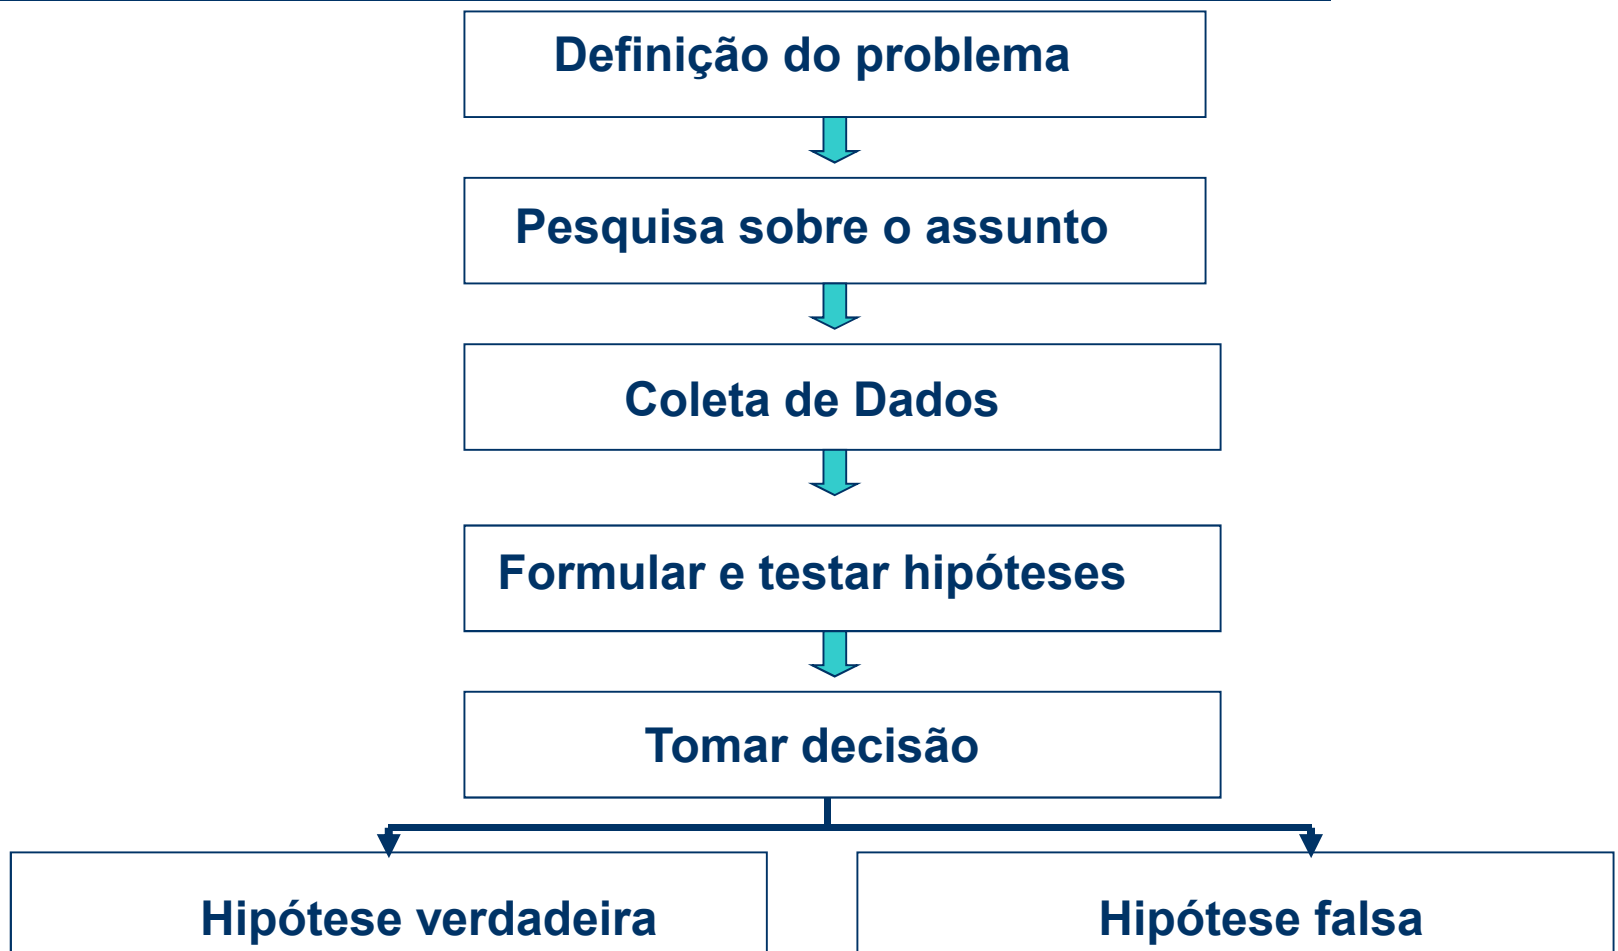 Definição do problema
Pesquisa sobre o assunto
Coleta de Dados
Formular e testar hipóteses
Tomar decisão
Hipótese verdadeira
Hipótese falsa